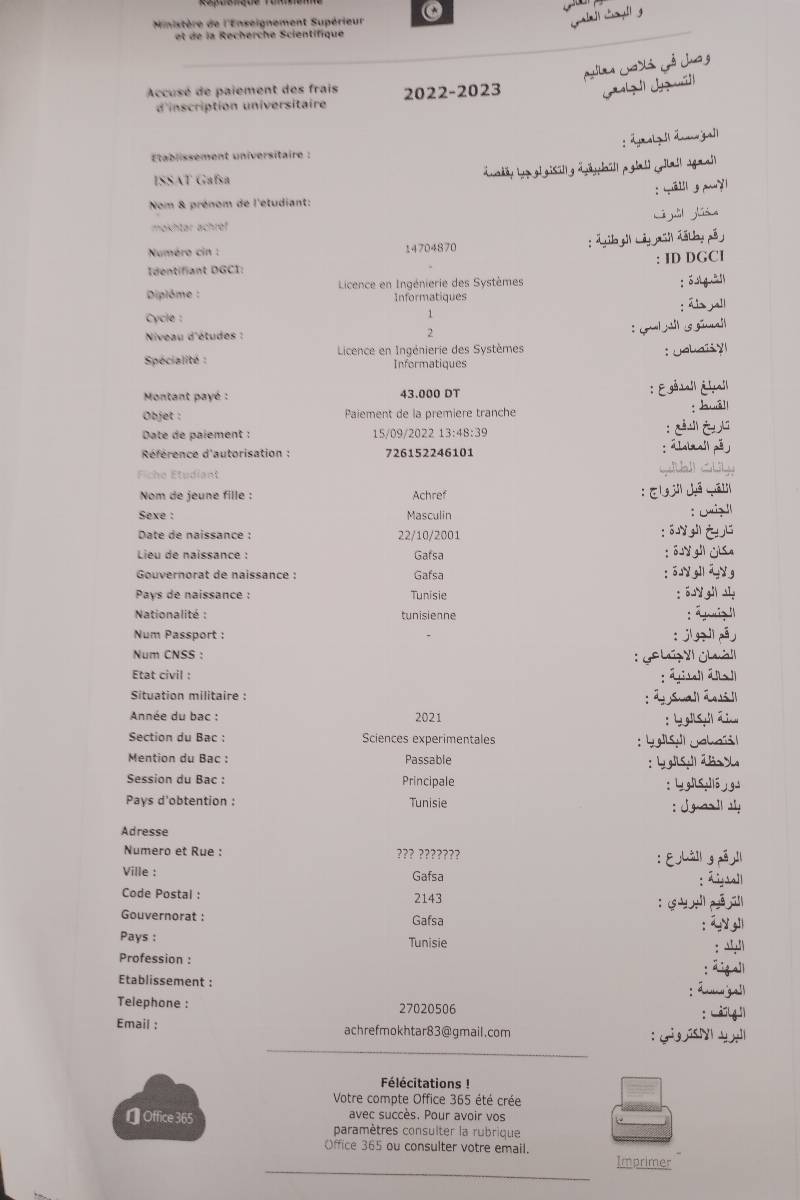 République Tunisienne
Ministère de l'Enseignement Supérieur
et de la Recherche Scientifique
و البحث العلمي
Accusé de paiement des frais
d'inscription universitaire
2022-2023
وصل في خلاص معاليم
التسجيل الجامعي
Etablissement universitaire :
المؤسسة الجامعية :
ISSAT Gafsa
المعهد العالي للعلوم التطبيقية والتكنولوجيا بقفصة
Nom & prénom de l'etudiant:
الإسم و اللقب :
mokhtar achref
مختار اشرف
Numéro cin : 14704870 رقم بطاقة التعريف الوطنية :
Identifiant DGCI: - ID DGCI :
Diplôme : Licence en Ingénierie des Systèmes الشهادة :
Informatiques
Cycle : 1 المرحلة :
Niveau d'études : 2 المستوى الدراسي :
Spécialité : Licence en Ingénierie des Systèmes الإختصاص :
Informatiques
Montant payé : 43.000 DT المبلغ المدفوع :
Objet : Paiement de la premiere tranche القسط :
Date de paiement : 15/09/2022 13:48:39 تاريخ الدفع :
Référence d'autorisation : 726152246101 رقم المعاملة :
Fiche Etudiant بيانات الطالب
Nom de jeune fille : Achref اللقب قبل الزواج :
Sexe : Masculin الجنس :
Date de naissance : 22/10/2001 تاريخ الولادة :
Lieu de naissance : Gafsa مكان الولادة :
Gouvernorat de naissance : Gafsa ولاية الولادة :
Pays de naissance : Tunisie بلد الولادة :
Nationalité : tunisienne الجنسية :
Num Passport : - رقم الجواز :
Num CNSS : الضمان الاجتماعي :
Etat civil : الحالة المدنية :
Situation militaire : الخدمة العسكرية :
Année du bac : 2021 سنة البكالويا :
Section du Bac : Sciences experimentales اختصاص البكالويا :
Mention du Bac : Passable ملاحظة البكالويا :
Session du Bac : Principale دورةالبكالويا :
Pays d'obtention : Tunisie بلد الحصول :
Adresse
Numero et Rue : ??? ??????? الرقم و الشارع :
Ville : Gafsa المدينة :
Code Postal : 2143 الترقيم البريدي :
Gouvernorat : Gafsa الولاية :
Pays : Tunisie البلد :
Profession : المهنة :
Etablissement : المؤسسة :
Telephone : 27020506 الهاتف :
Email : achrefmokhtar83@gmail.com البريد الالكتروني :
Office 365
Félécitations !
Votre compte Office 365 été crée
avec succès. Pour avoir vos
paramètres consulter la rubrique
Office 365 ou consulter votre email.
Imprimer